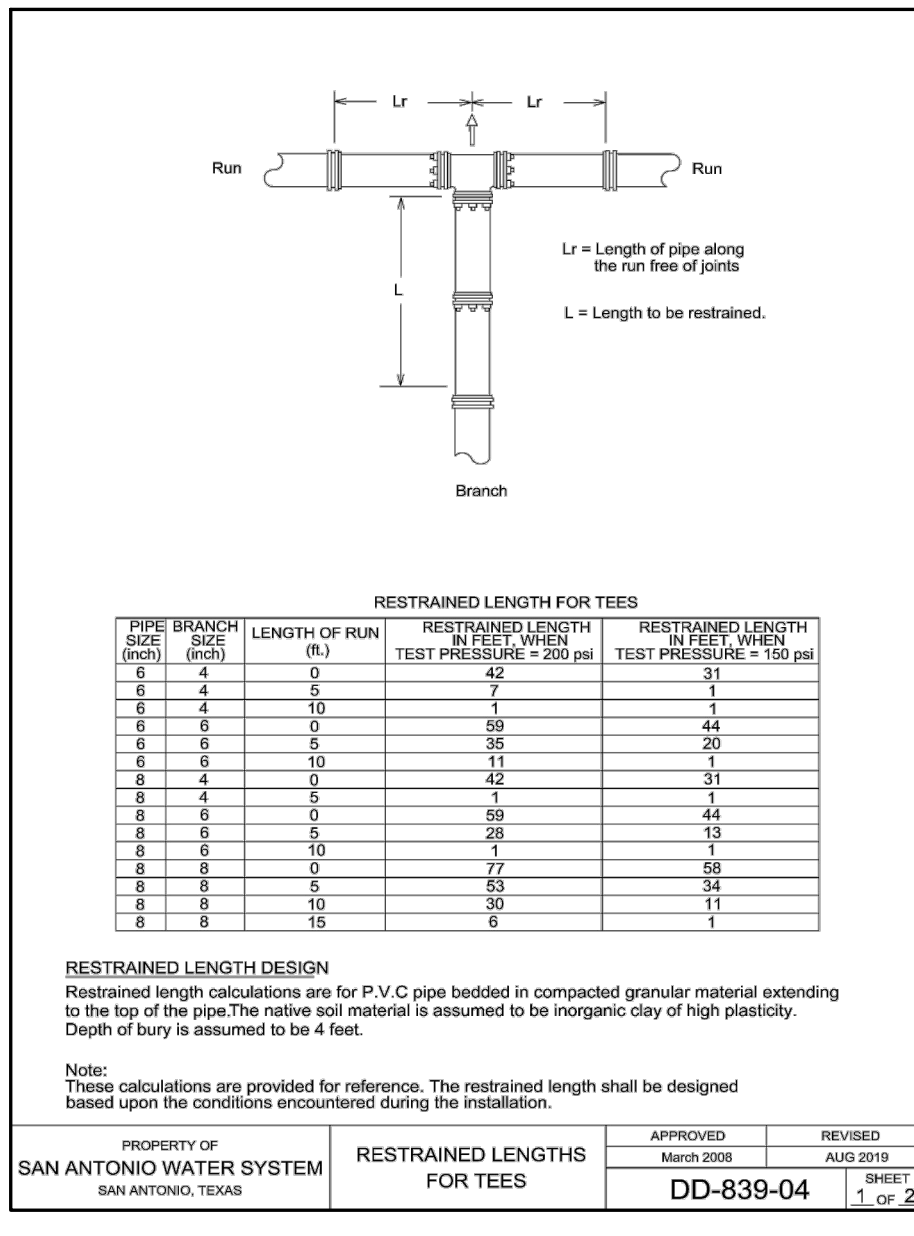 Lr Lr
Run Run
Lr = Length of pipe along
the run free of joints
L
L = Length to be restrained.
Branch
RESTRAINED LENGTH FOR TEES
PIPE SIZE (inch) BRANCH SIZE (inch) LENGTH OF RUN (ft.) RESTRAINED LENGTH IN FEET, WHEN TEST PRESSURE = 200 psi RESTRAINED LENGTH IN FEET, WHEN TEST PRESSURE = 150 psi
6 4 0 42 31
6 4 5 7 1
6 4 10 1 1
6 6 0 59 44
6 6 5 35 20
6 6 10 11 1
8 4 0 42 31
8 4 5 1 1
8 6 0 59 44
8 6 5 28 13
8 6 10 1 1
8 8 0 77 58
8 8 5 53 34
8 8 10 30 11
8 8 15 6 1
RESTRAINED LENGTH DESIGN
Restrained length calculations are for P.V.C pipe bedded in compacted granular material extending
to the top of the pipe.The native soil material is assumed to be inorganic clay of high plasticity.
Depth of bury is assumed to be 4 feet.
Note:
These calculations are provided for reference. The restrained length shall be designed
based upon the conditions encountered during the installation.
PROPERTY OF
SAN ANTONIO WATER SYSTEM
SAN ANTONIO, TEXAS
RESTRAINED LENGTHS
FOR TEES
APPROVED REVISED
March 2008 AUG 2019
DD-839-04
SHEET
1 OF 2